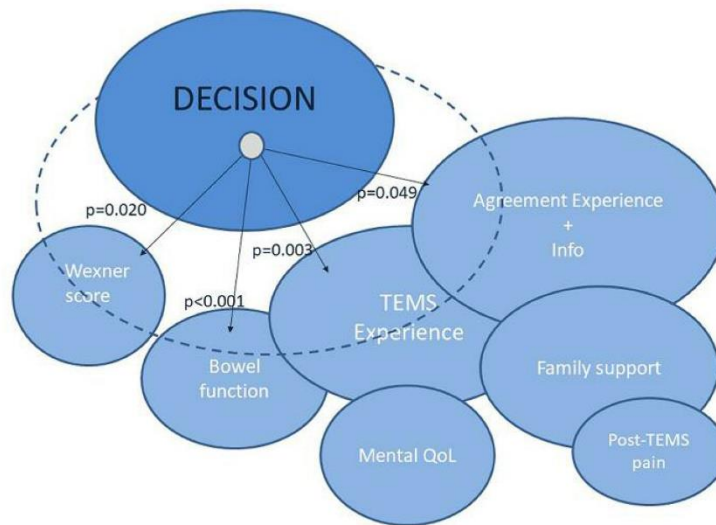 DECISION
p=0.049
Agreement Experience
+
Info
p=0.020
p=0.003
Wexner
score
p<0.001
TEMS
Experience
Bowel
function
Family support
Mental QoL
Post-TEMS
pain